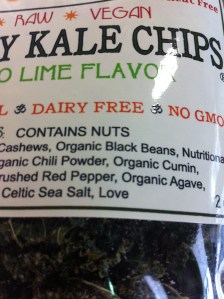 RAW VEGAN
Y KALE CHIPS
O LIME FLAVOR
DAIRY FREE NO GMO
CONTAINS NUTS
Cashews, Organic Black Beans, Nutritiona
ganic Chili Powder, Organic Cumin,
rushed Red Pepper, Organic Agave,
Celtic Sea Salt, Love